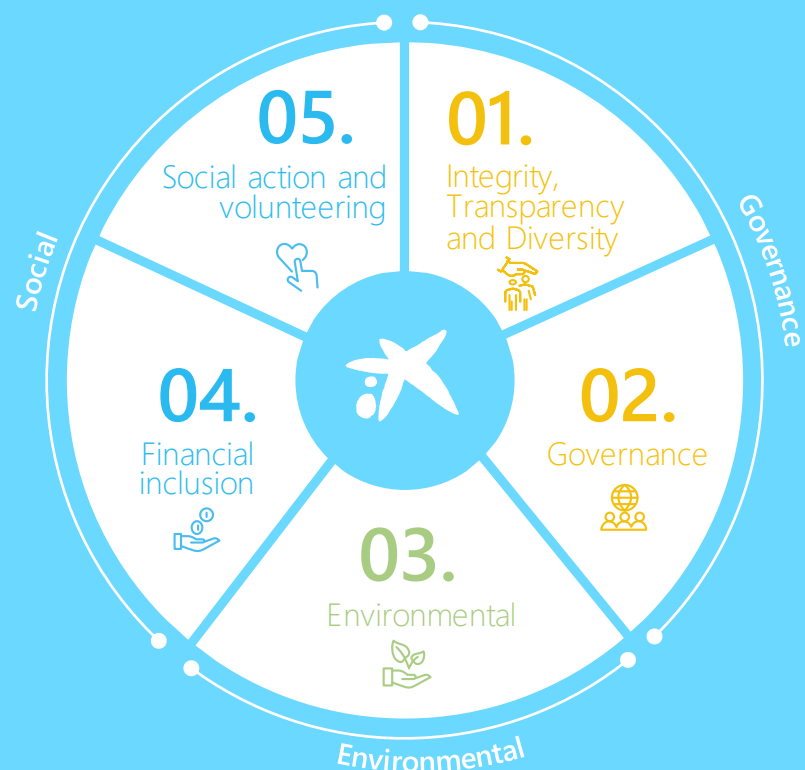 01.
Integrity,
Transparency
and Diversity
02.
Governance
03.
Environmental
04.
Financial
inclusion
05.
Social action and
volunteering
Governance
Environmental
Social